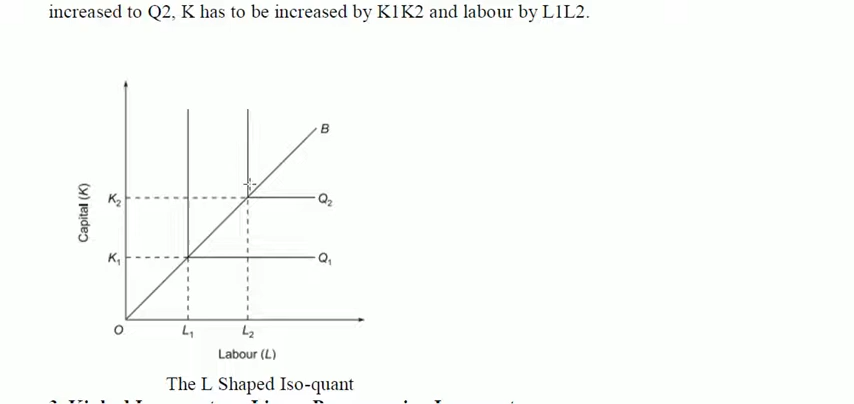 increased to Q2, K has to be increased by K1K2 and labour by L1L2.
B
Capital (K)
K₂
Q₂
K₁
Q₁
O
L₁
L₂
Labour (L)
The L Shaped Iso-quant